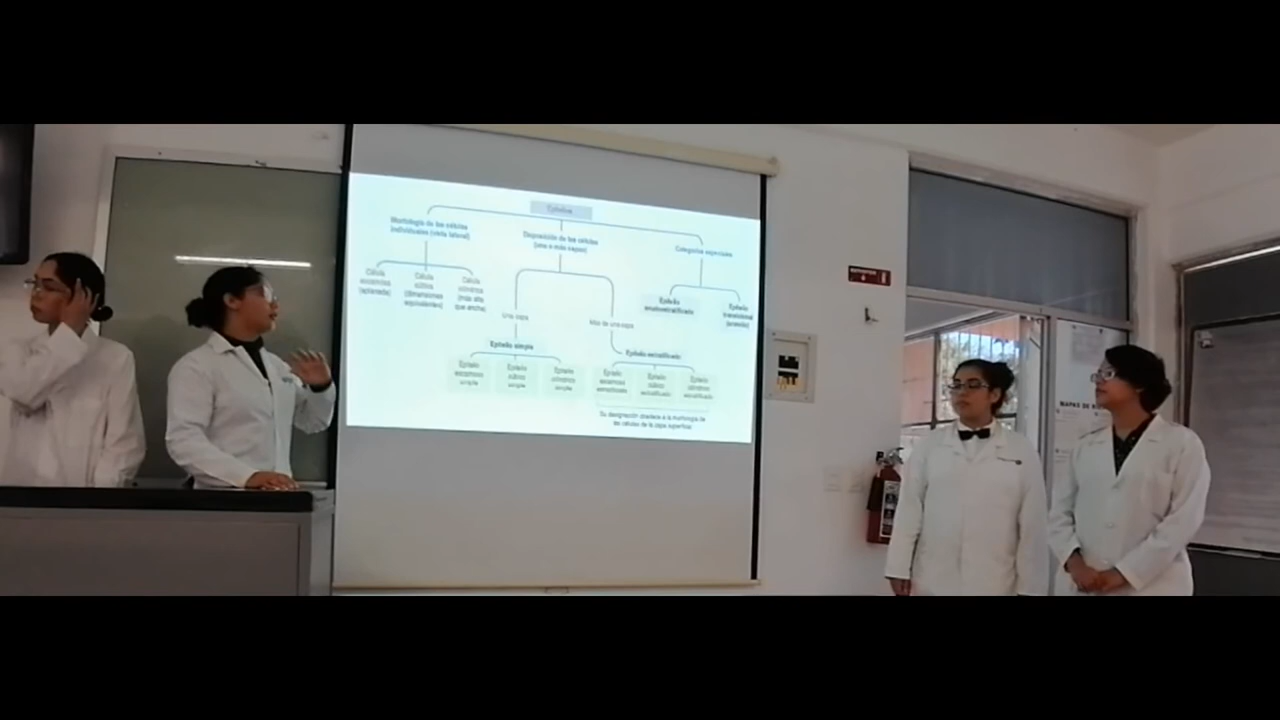 Epitelios
Morfología de las células
individuales (vista lateral)
Disposición de las células
(una o más capas)
Categorías especiales
Célula
escamosa
(aplanada)
Célula
cúbica
(dimensiones
equivalentes)
Célula
cilíndrica
(más alta
que ancha)
Epitelio
seudoestratificado
Epitelio
transicional
(urotelio)
Una capa
Más de una capa
Epitelio simple
Epitelio estratificado
Epitelio
escamoso
simple
Epitelio
cúbico
simple
Epitelio
cilíndrico
simple
Epitelio
escamoso
estratificado
Epitelio
cúbico
estratificado
Epitelio
cilíndrico
estratificado
Su designación obedece a la morfología de
las células de la capa superficial
MAPAS DE